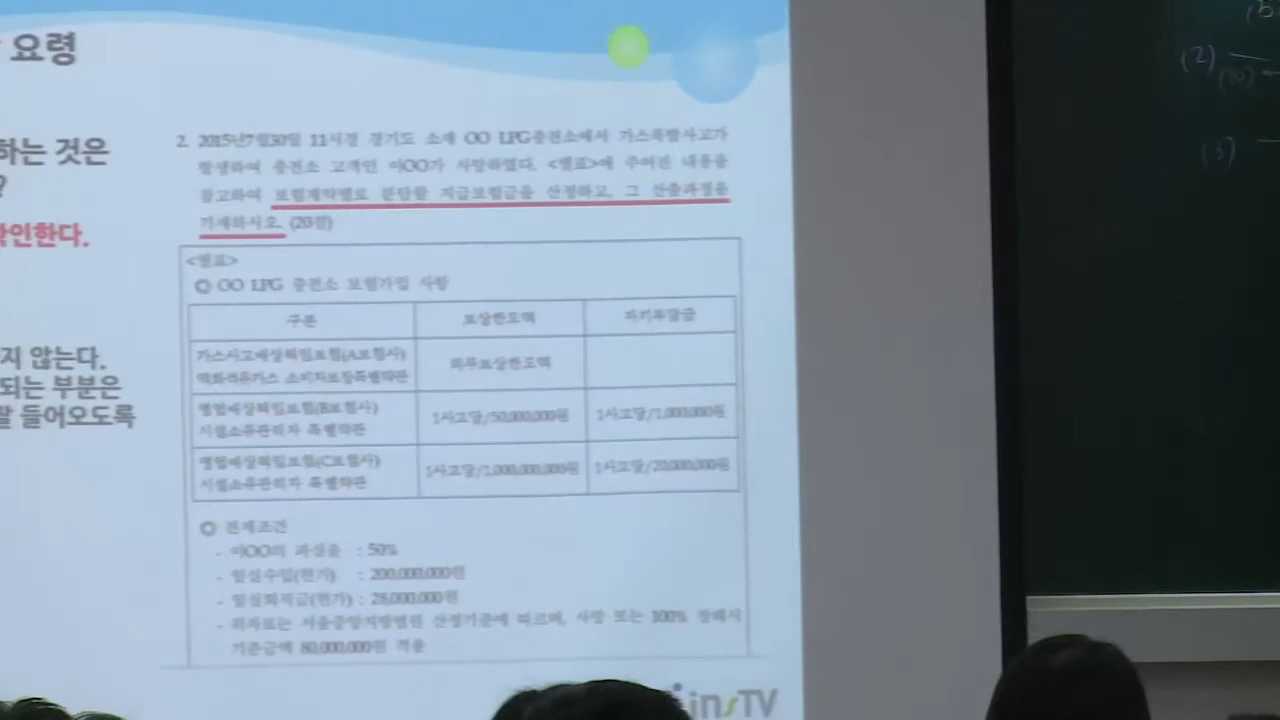 요령
하는 것은
?
확인한다.
지 않는다.
되는 부분은
잘 들어오도록
2. 2015년7월30일 11시경 경기도 소재 OO LPG충전소에서 가스폭발사고가
발생하여 충전소 고객인 이OO가 사망하였다. <별표>에 주어진 내용을
참고하여 보험계약별로 분담할 지급보험금을 산정하고, 그 산출과정을
기재하시오. (20점)
<별표>
◎ OO LPG 충전소 보험가입 사항
구분 보상한도액 자기부담금
가스사고배상책임보험(A보험사)
액화석유가스 소비자보장특별약관
의무보상한도액
영업배상책임보험(B보험사)
시설소유관리자 특별약관
1사고당/50,000,000원 1사고당/1,000,000원
영업배상책임보험(C보험사)
시설소유관리자 특별약관
1사고당/1,000,000,000원 1사고당/20,000,000원
◎ 전제조건
- 이OO의 과실율 : 50%
- 일실수입(현가) : 200,000,000원
- 일실퇴직금(현가) : 28,000,000원
- 위자료는 서울중앙지방법원 산정기준에 따르며, 사망 또는 100% 장해시
기준금액 80,000,000원 적용
insTV
(2)
(3)